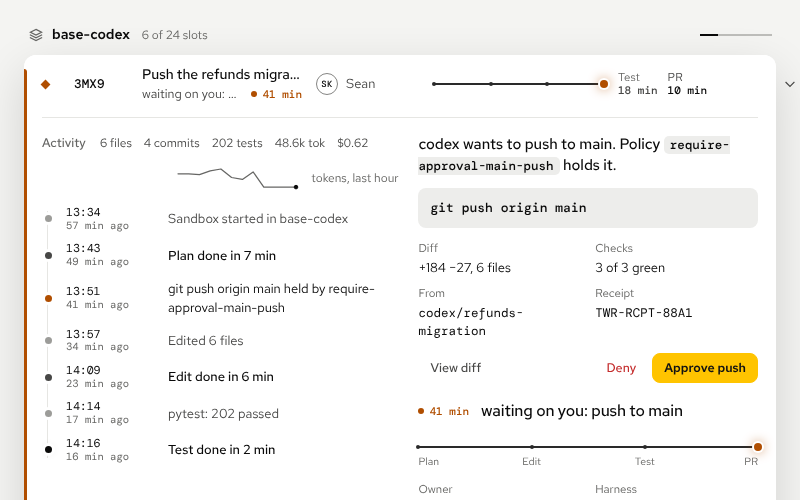 base-codex 6 of 24 slots
3MX9
Push the refunds migra...
waiting on you: ... 41 min
SK Sean
Test
18 min
PR
10 min
Activity 6 files 4 commits 202 tests 48.6k tok $0.62
tokens, last hour
13:34
57 min ago
Sandbox started in base-codex
13:43
49 min ago
Plan done in 7 min
13:51
41 min ago
git push origin main held by require-
approval-main-push
13:57
34 min ago
Edited 6 files
14:09
23 min ago
Edit done in 6 min
14:14
17 min ago
pytest: 202 passed
14:16
16 min ago
Test done in 2 min
codex wants to push to main. Policy require-
approval-main-push holds it.
git push origin main
Diff
+184 −27, 6 files
Checks
3 of 3 green
From
codex/refunds-
migration
Receipt
TWR-RCPT-88A1
View diff Deny Approve push
41 min waiting on you: push to main
Plan Edit Test PR
Owner Harness